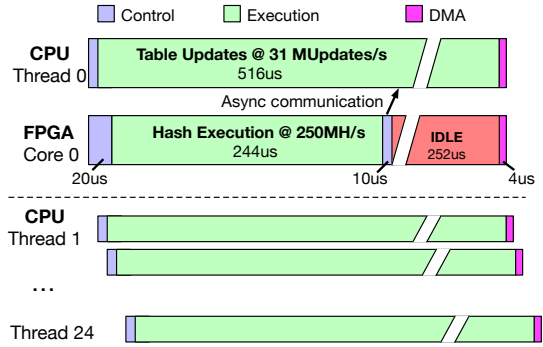 Control Execution DMA
CPU
Thread 0
Table Updates @ 31 MUpdates/s
516us
Async communication
FPGA
Core 0
Hash Execution @ 250MH/s
244us
IDLE
252us
20us
10us
4us
CPU
Thread 1
...
Thread 24